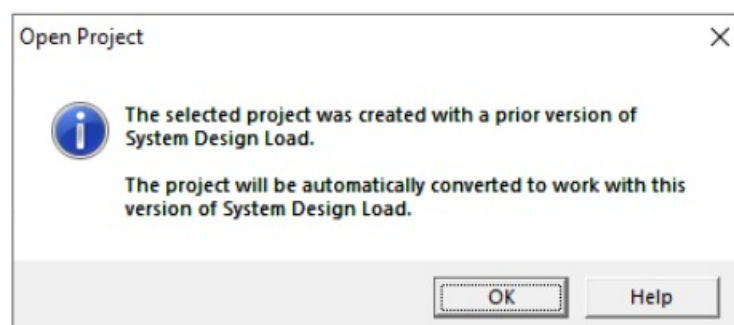 Open Project
The selected project was created with a prior version of
System Design Load.
The project will be automatically converted to work with this
version of System Design Load.
OK
Help